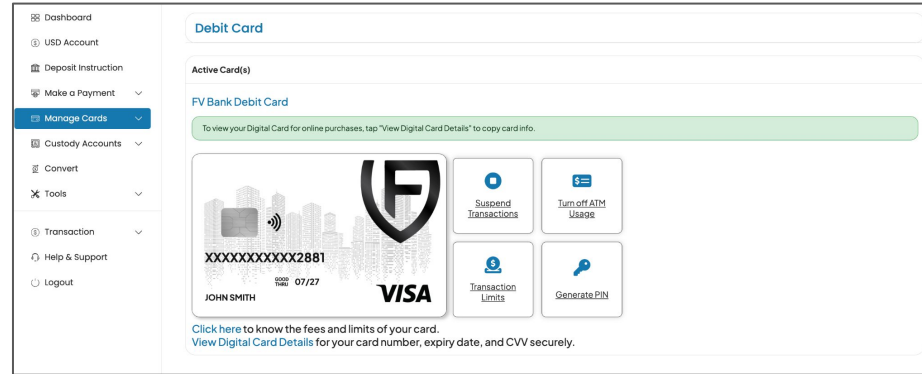 Dashboard
USD Account
Deposit Instruction
Make a Payment
Manage Cards
Custody Accounts
Convert
Tools
Transaction
Help & Support
Logout
Debit Card
Active Card(s)
FV Bank Debit Card
To view your Digital Card for online purchases, tap "View Digital Card Details" to copy card info.
XXXXXXXXXXXX2881
GOOD THRU 07/27
JOHN SMITH
VISA
Suspend
Transactions
Turn off ATM
Usage
Transaction
Limits
Generate PIN
Click here to know the fees and limits of your card.
View Digital Card Details for your card number, expiry date, and CVV securely.